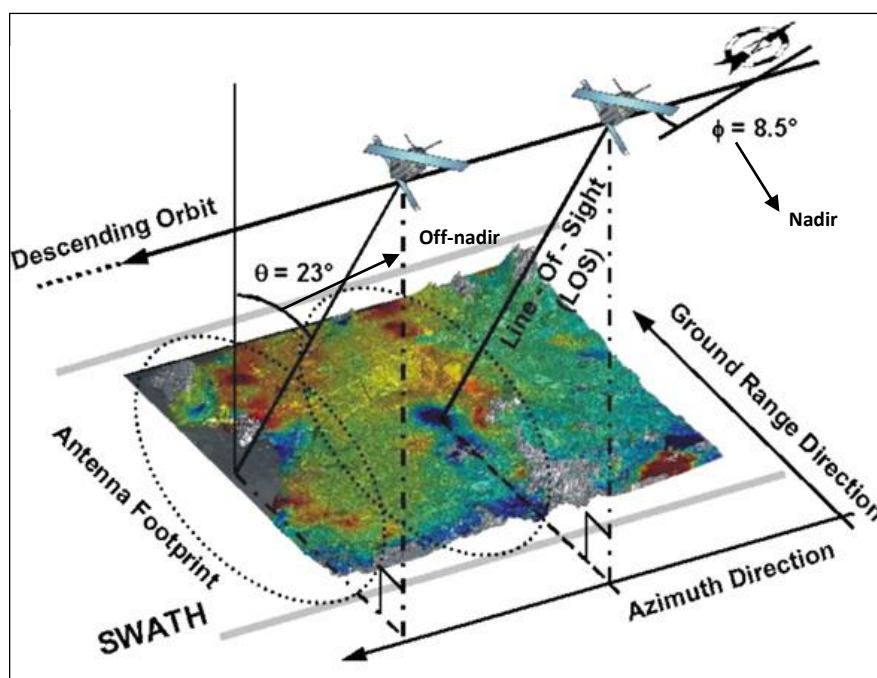 ϕ = 8.5°
Nadir
Descending Orbit
Off-nadir
θ = 23°
Line - Of - Sight
(LOS)
Ground Range Direction
Antenna Footprint
Azimuth Direction
SWATH